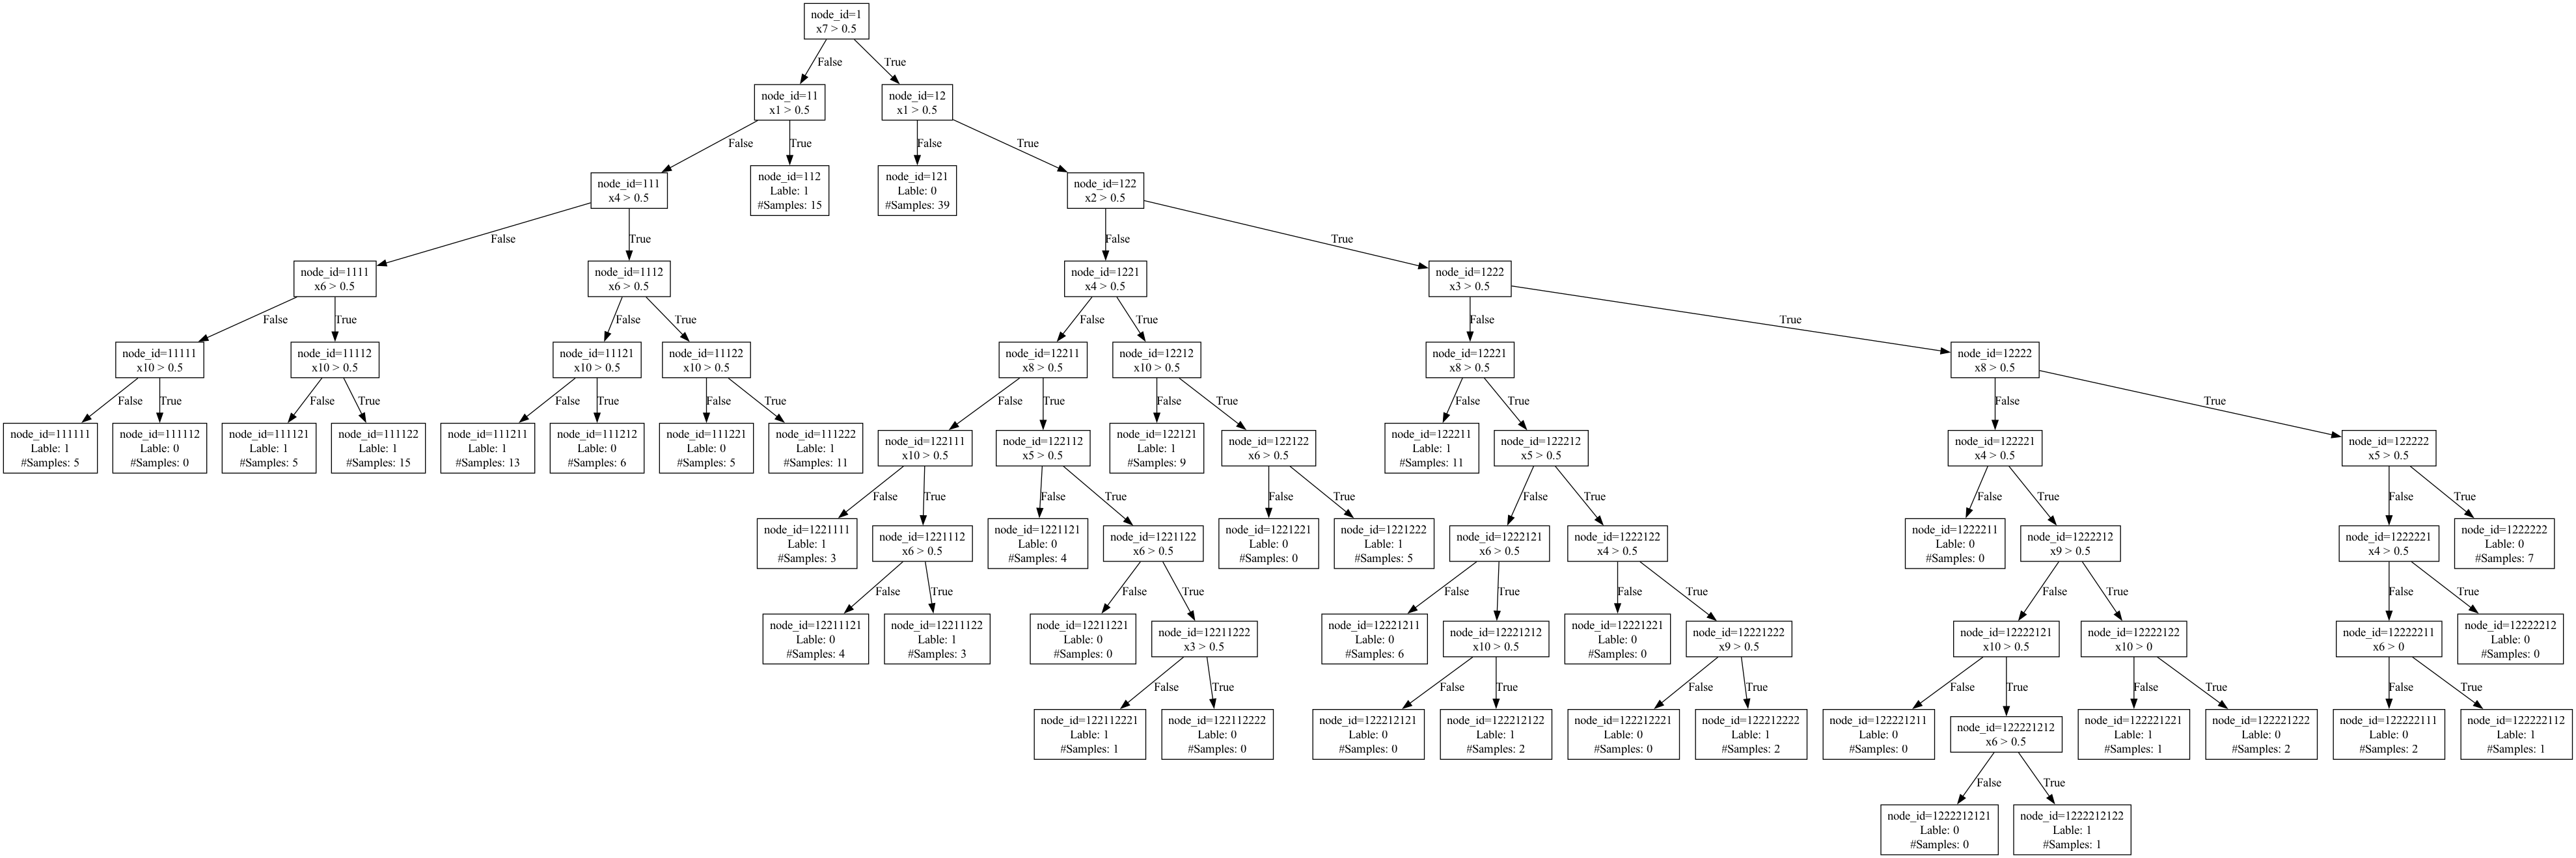 node_id=1
x7 > 0.5
False
True
node_id=11
x1 > 0.5
node_id=12
x1 > 0.5
False
True
False
True
node_id=111
x4 > 0.5
node_id=112
Lable: 1
#Samples: 15
node_id=121
Lable: 0
#Samples: 39
node_id=122
x2 > 0.5
False
True
False
True
node_id=1111
x6 > 0.5
node_id=1112
x6 > 0.5
node_id=1221
x4 > 0.5
node_id=1222
x3 > 0.5
False
True
False
True
False
True
False
True
node_id=11111
x10 > 0.5
node_id=11112
x10 > 0.5
node_id=11121
x10 > 0.5
node_id=11122
x10 > 0.5
node_id=12211
x8 > 0.5
node_id=12212
x10 > 0.5
node_id=12221
x8 > 0.5
node_id=12222
x8 > 0.5
False
True
False
True
False
True
False
True
False
True
False
True
False
True
False
True
node_id=111111
Lable: 1
#Samples: 5
node_id=111112
Lable: 0
#Samples: 0
node_id=111121
Lable: 1
#Samples: 5
node_id=111122
Lable: 1
#Samples: 15
node_id=111211
Lable: 1
#Samples: 13
node_id=111212
Lable: 0
#Samples: 6
node_id=111221
Lable: 0
#Samples: 5
node_id=111222
Lable: 1
#Samples: 11
node_id=122111
x10 > 0.5
node_id=122112
x5 > 0.5
node_id=122121
Lable: 1
#Samples: 9
node_id=122122
x6 > 0.5
node_id=122211
Lable: 1
#Samples: 11
node_id=122212
x5 > 0.5
node_id=122221
x4 > 0.5
node_id=122222
x5 > 0.5
False
True
False
True
False
True
False
True
False
True
False
True
node_id=1221111
Lable: 1
#Samples: 3
node_id=1221112
x6 > 0.5
node_id=1221121
Lable: 0
#Samples: 4
node_id=1221122
x6 > 0.5
node_id=1221221
Lable: 0
#Samples: 0
node_id=1221222
Lable: 1
#Samples: 5
node_id=1222121
x6 > 0.5
node_id=1222122
x4 > 0.5
node_id=1222211
Lable: 0
#Samples: 0
node_id=1222212
x9 > 0.5
node_id=1222221
x4 > 0.5
node_id=1222222
Lable: 0
#Samples: 7
False
True
False
True
False
True
False
True
False
True
False
True
node_id=12211121
Lable: 0
#Samples: 4
node_id=12211122
Lable: 1
#Samples: 3
node_id=12211221
Lable: 0
#Samples: 0
node_id=12211222
x3 > 0.5
node_id=12221211
Lable: 0
#Samples: 6
node_id=12221212
x10 > 0.5
node_id=12221221
Lable: 0
#Samples: 0
node_id=12221222
x9 > 0.5
node_id=12222121
x10 > 0.5
node_id=12222122
x10 > 0
node_id=12222211
x6 > 0
node_id=12222212
Lable: 0
#Samples: 0
False
True
False
True
False
True
False
True
False
True
False
True
node_id=122112221
Lable: 1
#Samples: 1
node_id=122112222
Lable: 0
#Samples: 0
node_id=122212121
Lable: 0
#Samples: 0
node_id=122212122
Lable: 1
#Samples: 2
node_id=122212221
Lable: 0
#Samples: 0
node_id=122212222
Lable: 1
#Samples: 2
node_id=122221211
Lable: 0
#Samples: 0
node_id=122221212
x6 > 0.5
node_id=122221221
Lable: 1
#Samples: 1
node_id=122221222
Lable: 0
#Samples: 2
node_id=122222111
Lable: 0
#Samples: 2
node_id=122222112
Lable: 1
#Samples: 1
False
True
node_id=1222212121
Lable: 0
#Samples: 0
node_id=1222212122
Lable: 1
#Samples: 1